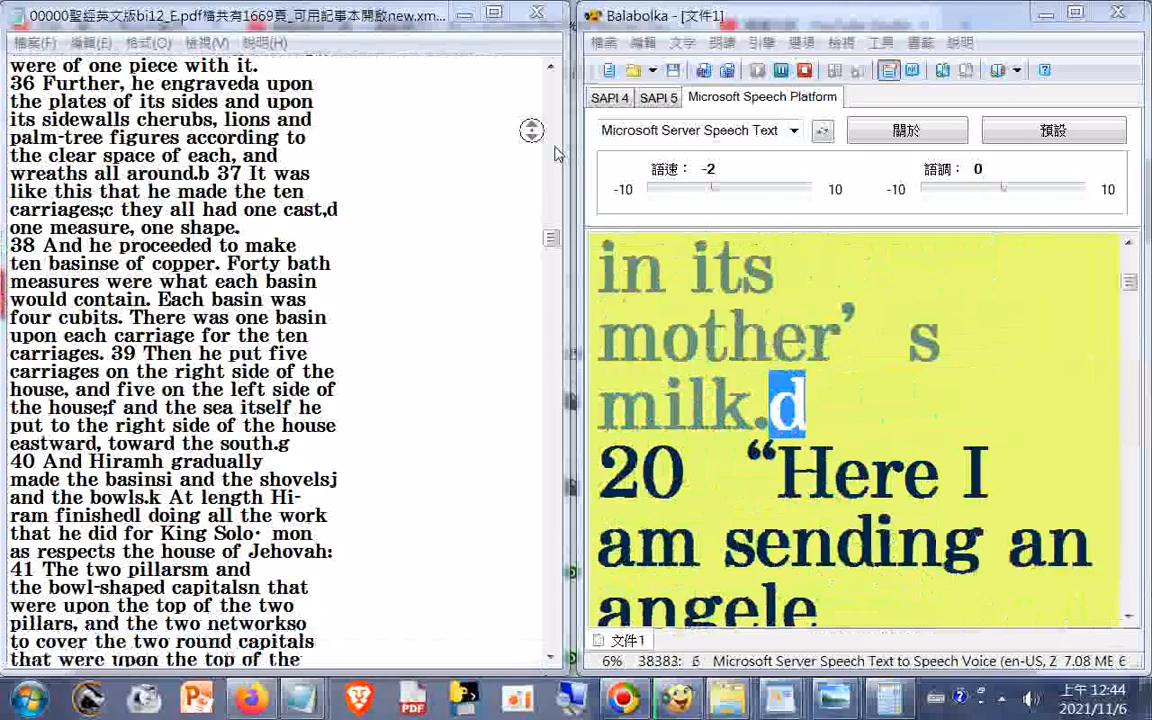 00000聖經英文版bi12_E.pdf檔共有1669頁_可用記事本開啟new.xm...
檔案(F) 編輯(E) 格式(O) 檢視(V) 說明(H)
were of one piece with it.
36 Further, he engraveda upon
the plates of its sides and upon
its sidewalls cherubs, lions and
palm-tree figures according to
the clear space of each, and
wreaths all around.b 37 It was
like this that he made the ten
carriages;c they all had one cast,d
one measure, one shape.
38 And he proceeded to make
ten basinse of copper. Forty bath
measures were what each basin
would contain. Each basin was
four cubits. There was one basin
upon each carriage for the ten
carriages. 39 Then he put five
carriages on the right side of the
house, and five on the left side of
the house;f and the sea itself he
put to the right side of the house
eastward, toward the south.g
40 And Hiramh gradually
made the basinsi and the shovelsj
and the bowls.k At length Hi-
ram finishedl doing all the work
that he did for King Solo· mon
as respects the house of Jehovah:
41 The two pillarsm and
the bowl-shaped capitalsn that
were upon the top of the two
pillars, and the two networkso
to cover the two round capitals
that were upon the top of the
Balabolka - [文件1]
檔案 編輯 文字 朗讀 引擎 選項 檢視 工具 書籤 說明
SAPI 4 SAPI 5 Microsoft Speech Platform
Microsoft Server Speech Text 關於 預設
語速: -2 語調: 0
-10 10 -10 10
in its
mother’ s
milk.d
20 “Here I
am sending an
angele
文件1
6% 38383: Microsoft Server Speech Text to Speech Voice (en-US, Z 7.08 ME 6
PDF
上午 12:44
2021/11/6